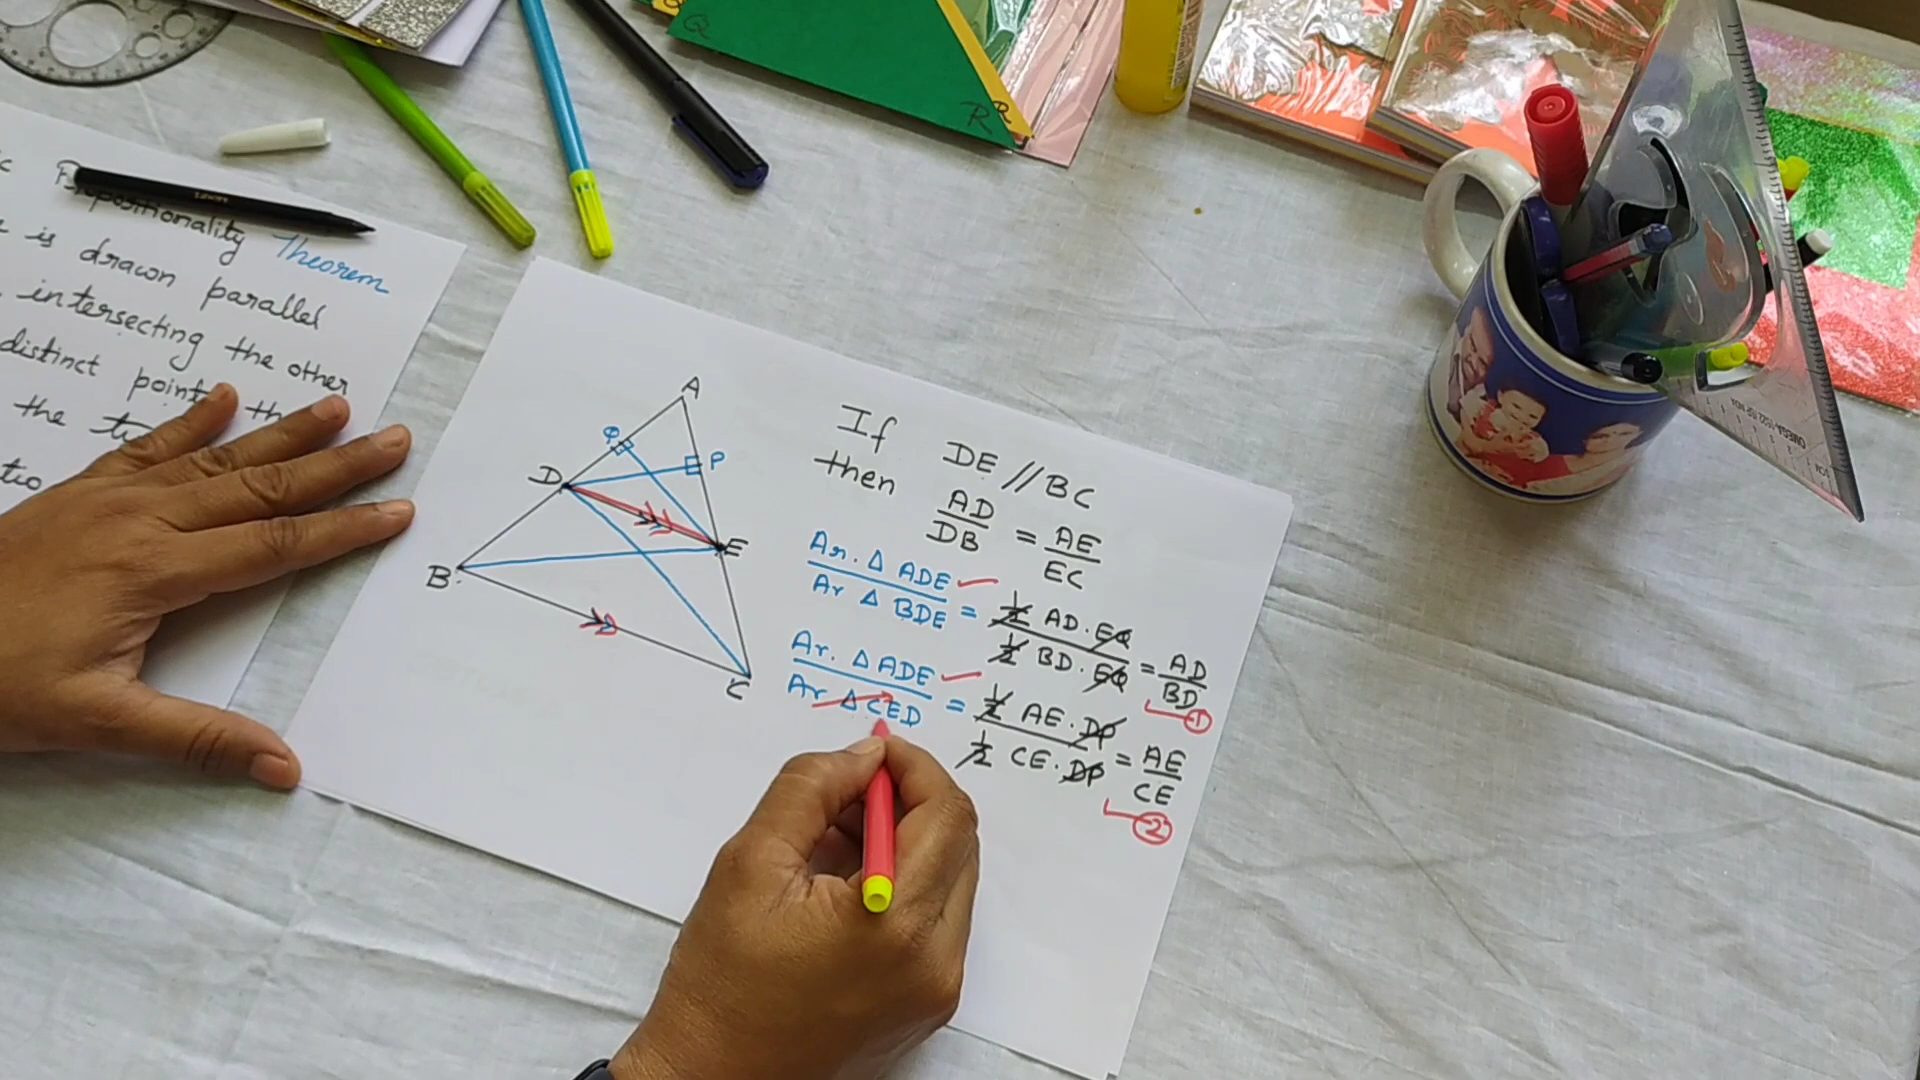 Proportionality Theorem
is drawn parallel
intersecting the other
distinct point
the
Q
R R
A
Q
P
D
E
B
C
If DE // BC
then AD/DB = AE/EC
Ar. Δ ADE / Ar Δ BDE = 1/2 AD.EQ / 1/2 BD.EQ = AD/BD
1
Ar. Δ ADE / Ar Δ CED = 1/2 AE.DP / 1/2 CE.DP = AE/CE
2
OMEGA